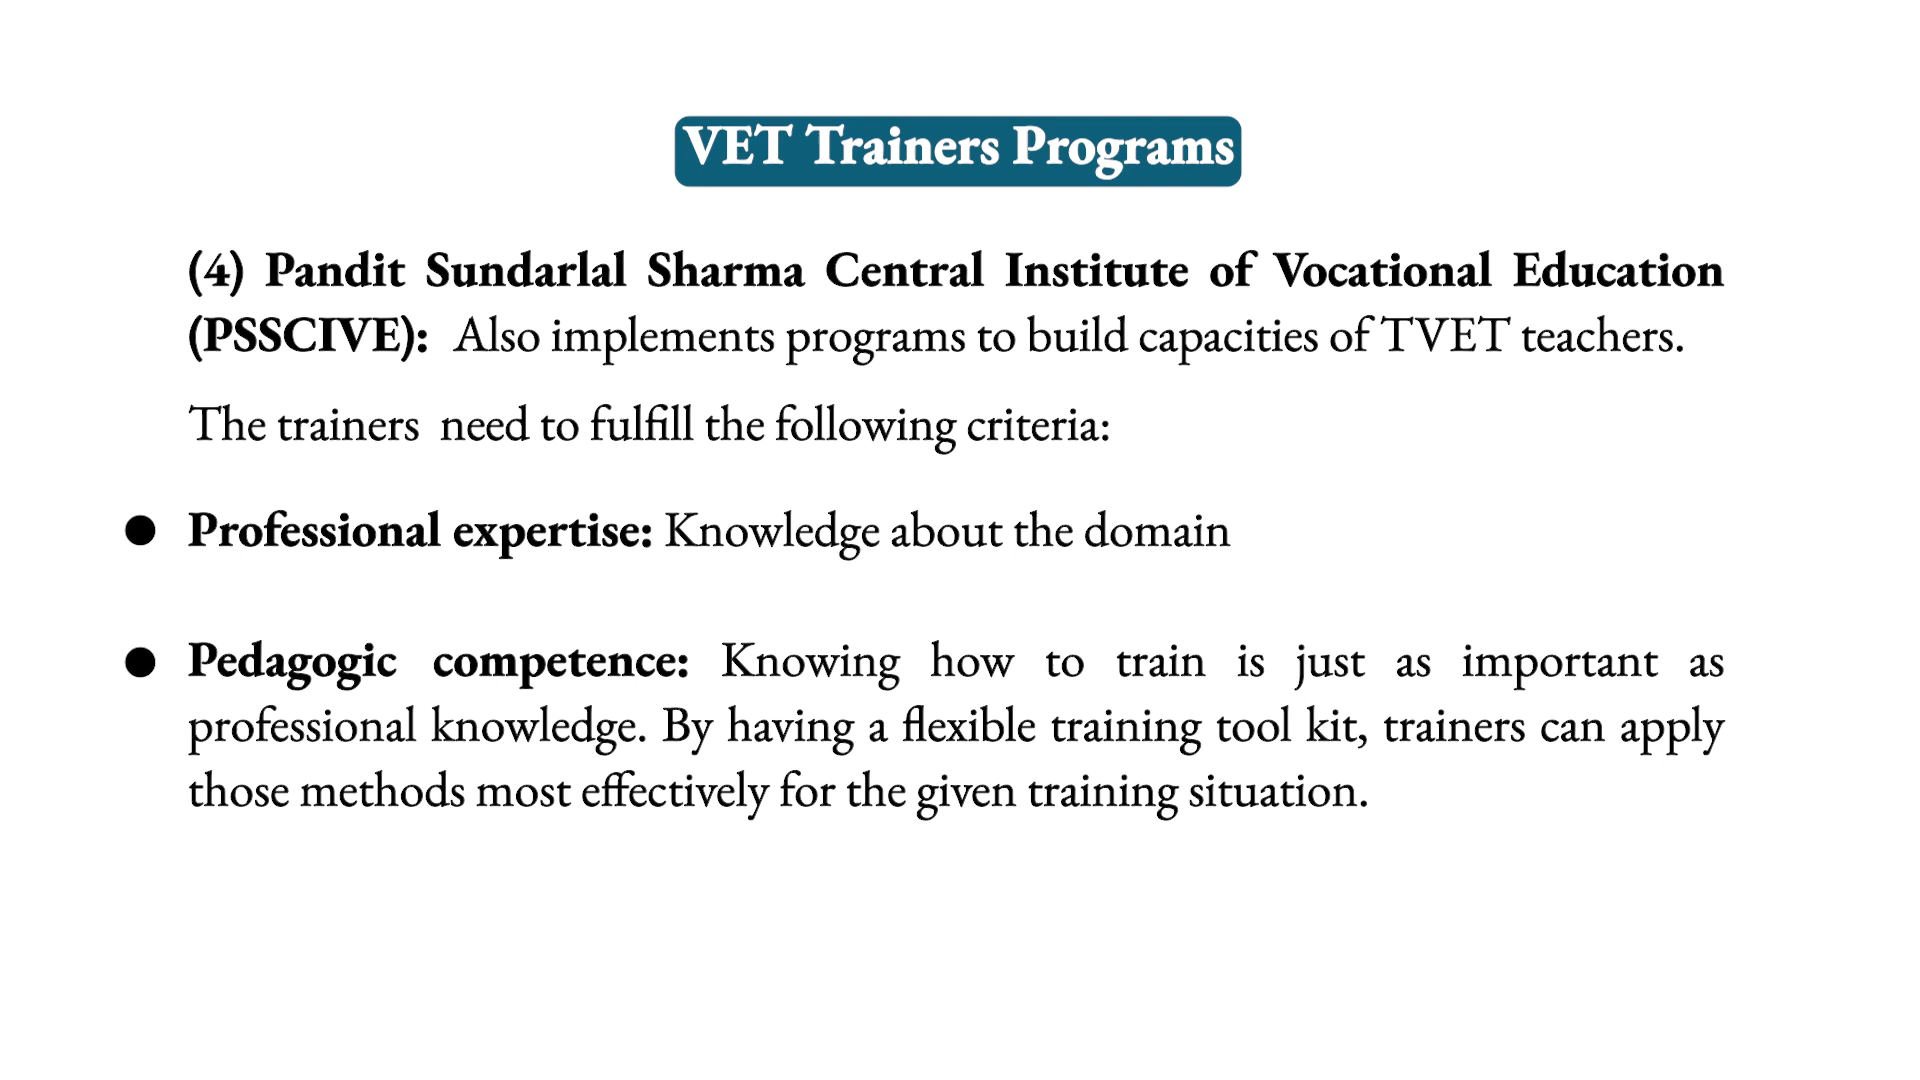 VET Trainers Programs
(4) Pandit Sundarlal Sharma Central Institute of Vocational Education
(PSSCIVE): Also implements programs to build capacities of TVET teachers.
The trainers need to fulfill the following criteria:
● Professional expertise: Knowledge about the domain
● Pedagogic competence: Knowing how to train is just as important as
professional knowledge. By having a flexible training tool kit, trainers can apply
those methods most effectively for the given training situation.